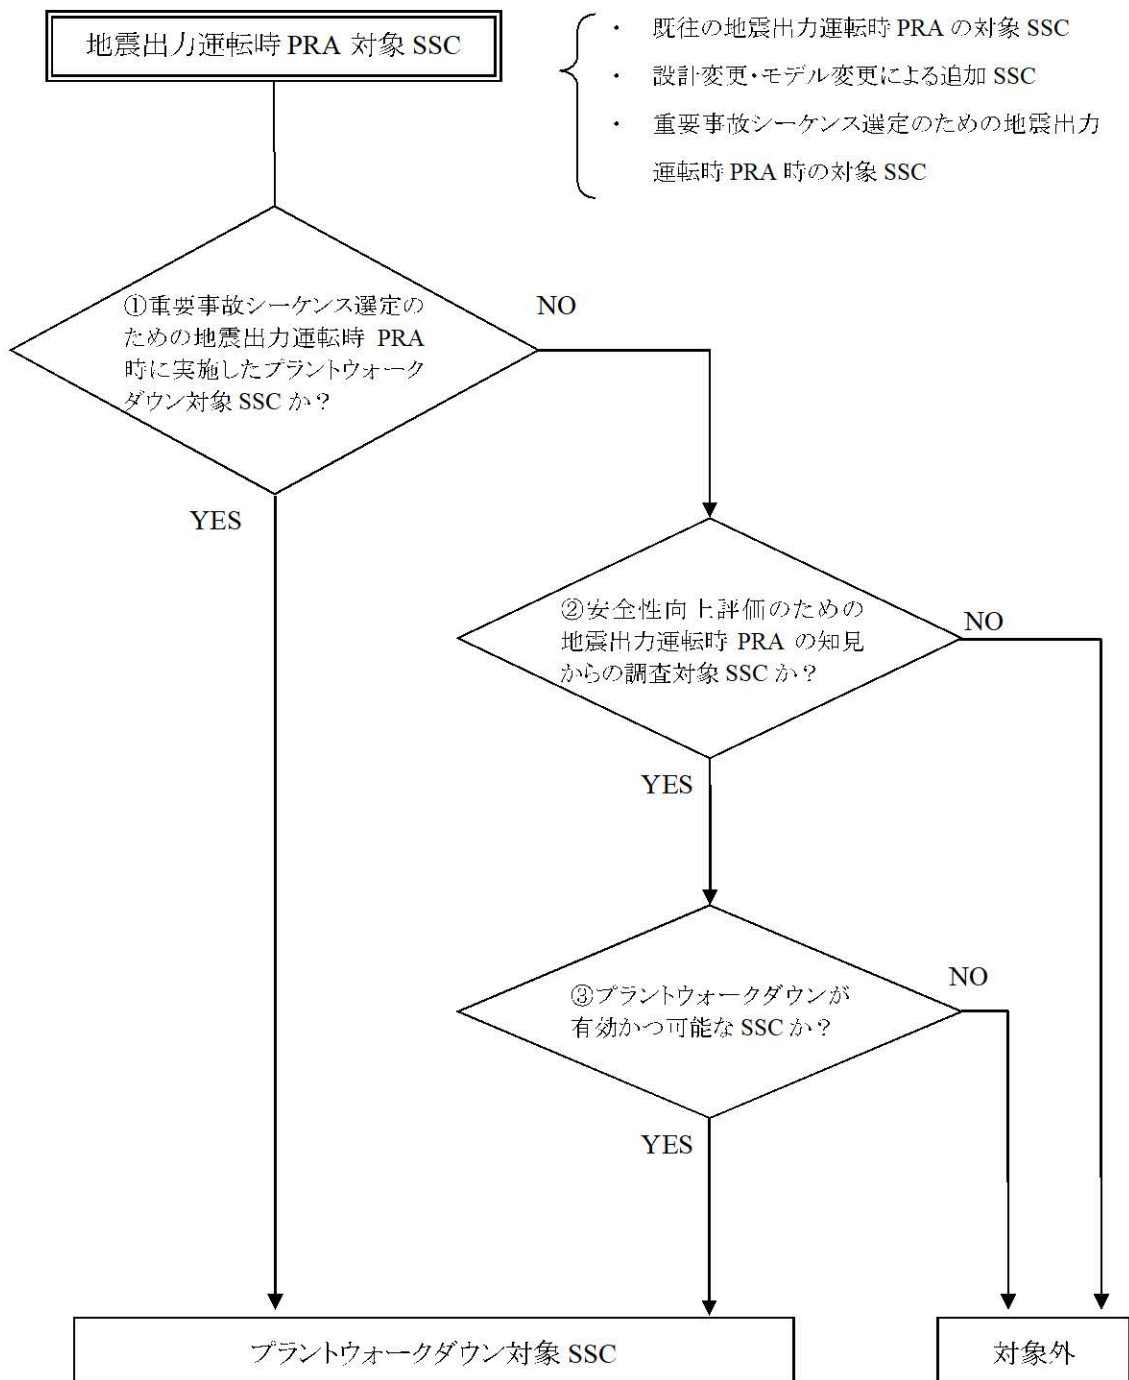 地震出力運転時 PRA 対象 SSC
・ 既往の地震出力運転時 PRA の対象 SSC
・ 設計変更・モデル変更による追加 SSC
・ 重要事故シーケンス選定のための地震出力
運転時 PRA 時の対象 SSC
①重要事故シーケンス選定の
ための地震出力運転時 PRA
時に実施したプラントウォーク
ダウン対象 SSC か？
NO
YES
②安全性向上評価のための
地震出力運転時 PRA の知見
からの調査対象 SSC か？
NO
YES
③プラントウォークダウンが
有効かつ可能な SSC か？
NO
YES
プラントウォークダウン対象 SSC
対象外